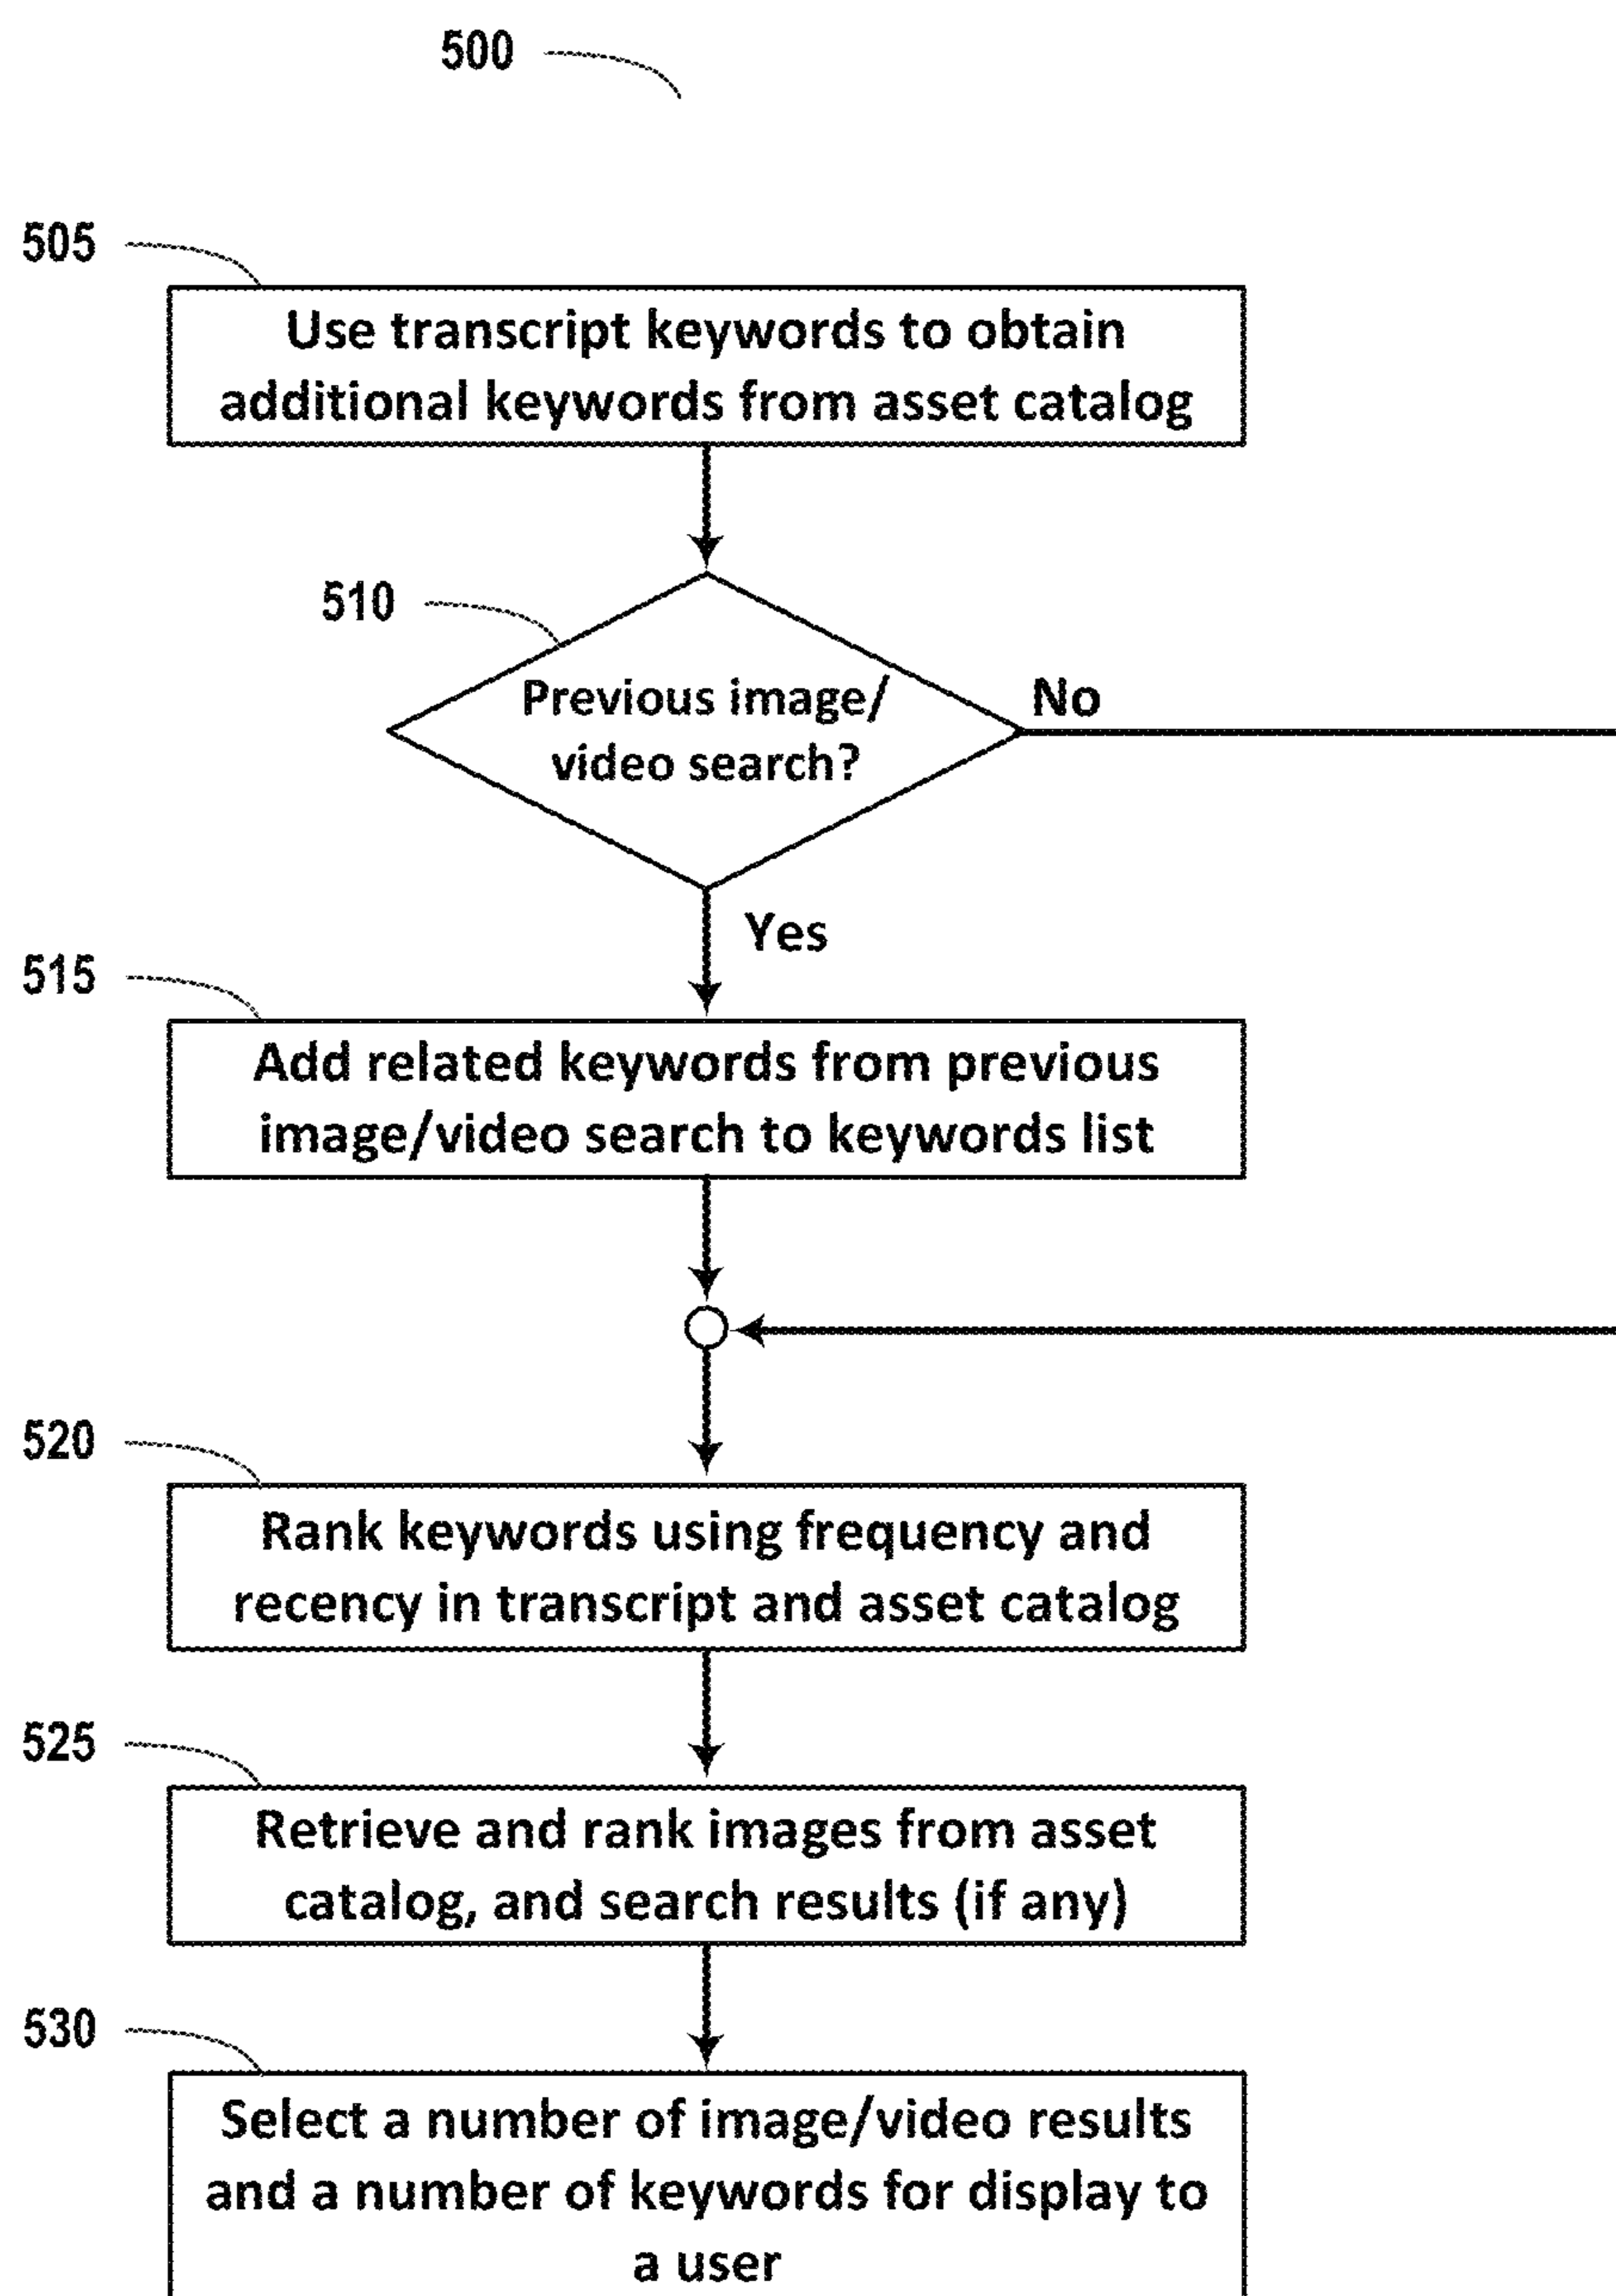 500
505
Use transcript keywords to obtain
additional keywords from asset catalog
510
Previous image/
video search?
No
Yes
515
Add related keywords from previous
image/video search to keywords list
520
Rank keywords using frequency and
recency in transcript and asset catalog
525
Retrieve and rank images from asset
catalog, and search results (if any)
530
Select a number of image/video results
and a number of keywords for display to
a user